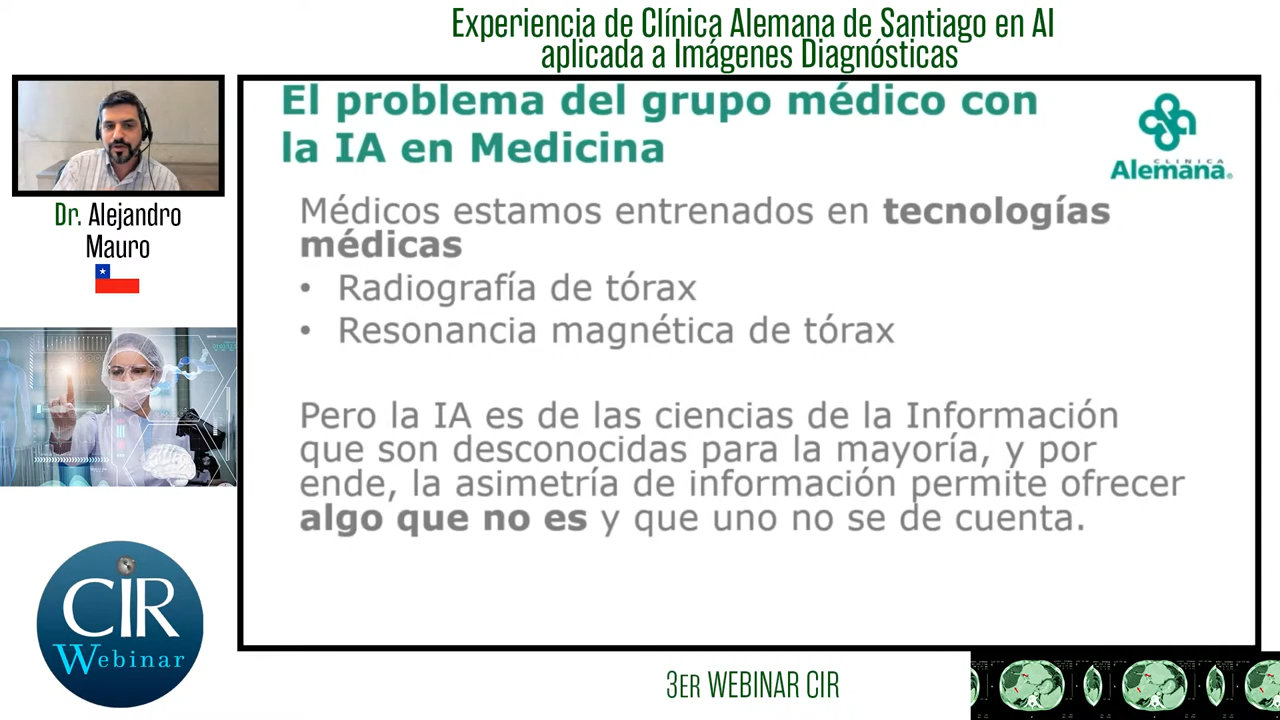 Experiencia de Clínica Alemana de Santiago en AI
aplicada a Imágenes Diagnósticas
Dr. Alejandro
Mauro
El problema del grupo médico con
la IA en Medicina
CLINICA
Alemana®
Médicos estamos entrenados en tecnologías
médicas
• Radiografía de tórax
• Resonancia magnética de tórax
Pero la IA es de las ciencias de la Información
que son desconocidas para la mayoría, y por
ende, la asimetría de información permite ofrecer
algo que no es y que uno no se de cuenta.
CIR
Webinar
3ER WEBINAR CIR